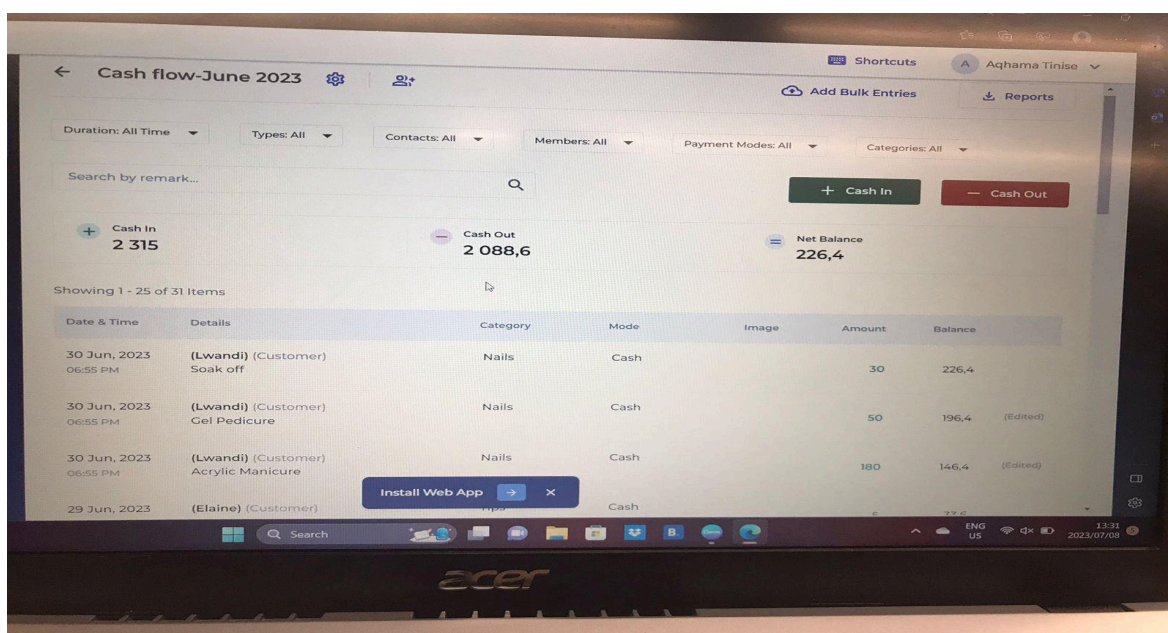 Shortcuts
A Aqhama Tinise
← Cash flow-June 2023
Add Bulk Entries
Reports
Duration: All Time
Types: All
Contacts: All
Members: All
Payment Modes: All
Categories: All
Search by remark...
+ Cash In
— Cash Out
+ Cash In
2 315
− Cash Out
2 088,6
= Net Balance
226,4
Showing 1 - 25 of 31 Items
Date & Time Details Category Mode Image Amount Balance
30 Jun, 2023 (Lwandi) (Customer) Nails Cash
06:55 PM Soak off 30 226,4
30 Jun, 2023 (Lwandi) (Customer) Nails Cash
06:55 PM Gel Pedicure 50 196,4 (Edited)
30 Jun, 2023 (Lwandi) (Customer) Nails Cash
06:55 PM Acrylic Manicure 180 146,4 (Edited)
Install Web App → ×
29 Jun, 2023 (Elaine) (Customer) Cash
Search
B.
ENG
US
13:31
2023/07/08
acer